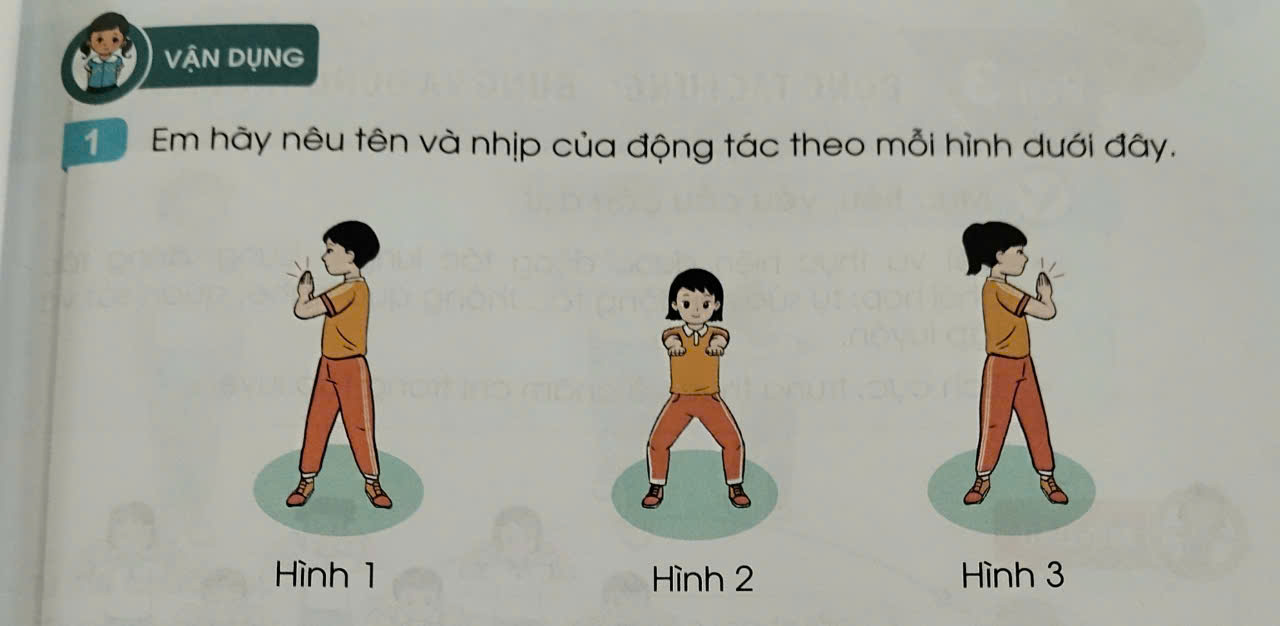 VẬN DỤNG
1 Em hãy nêu tên và nhịp của động tác theo mỗi hình dưới đây.
Hình 1 Hình 2 Hình 3